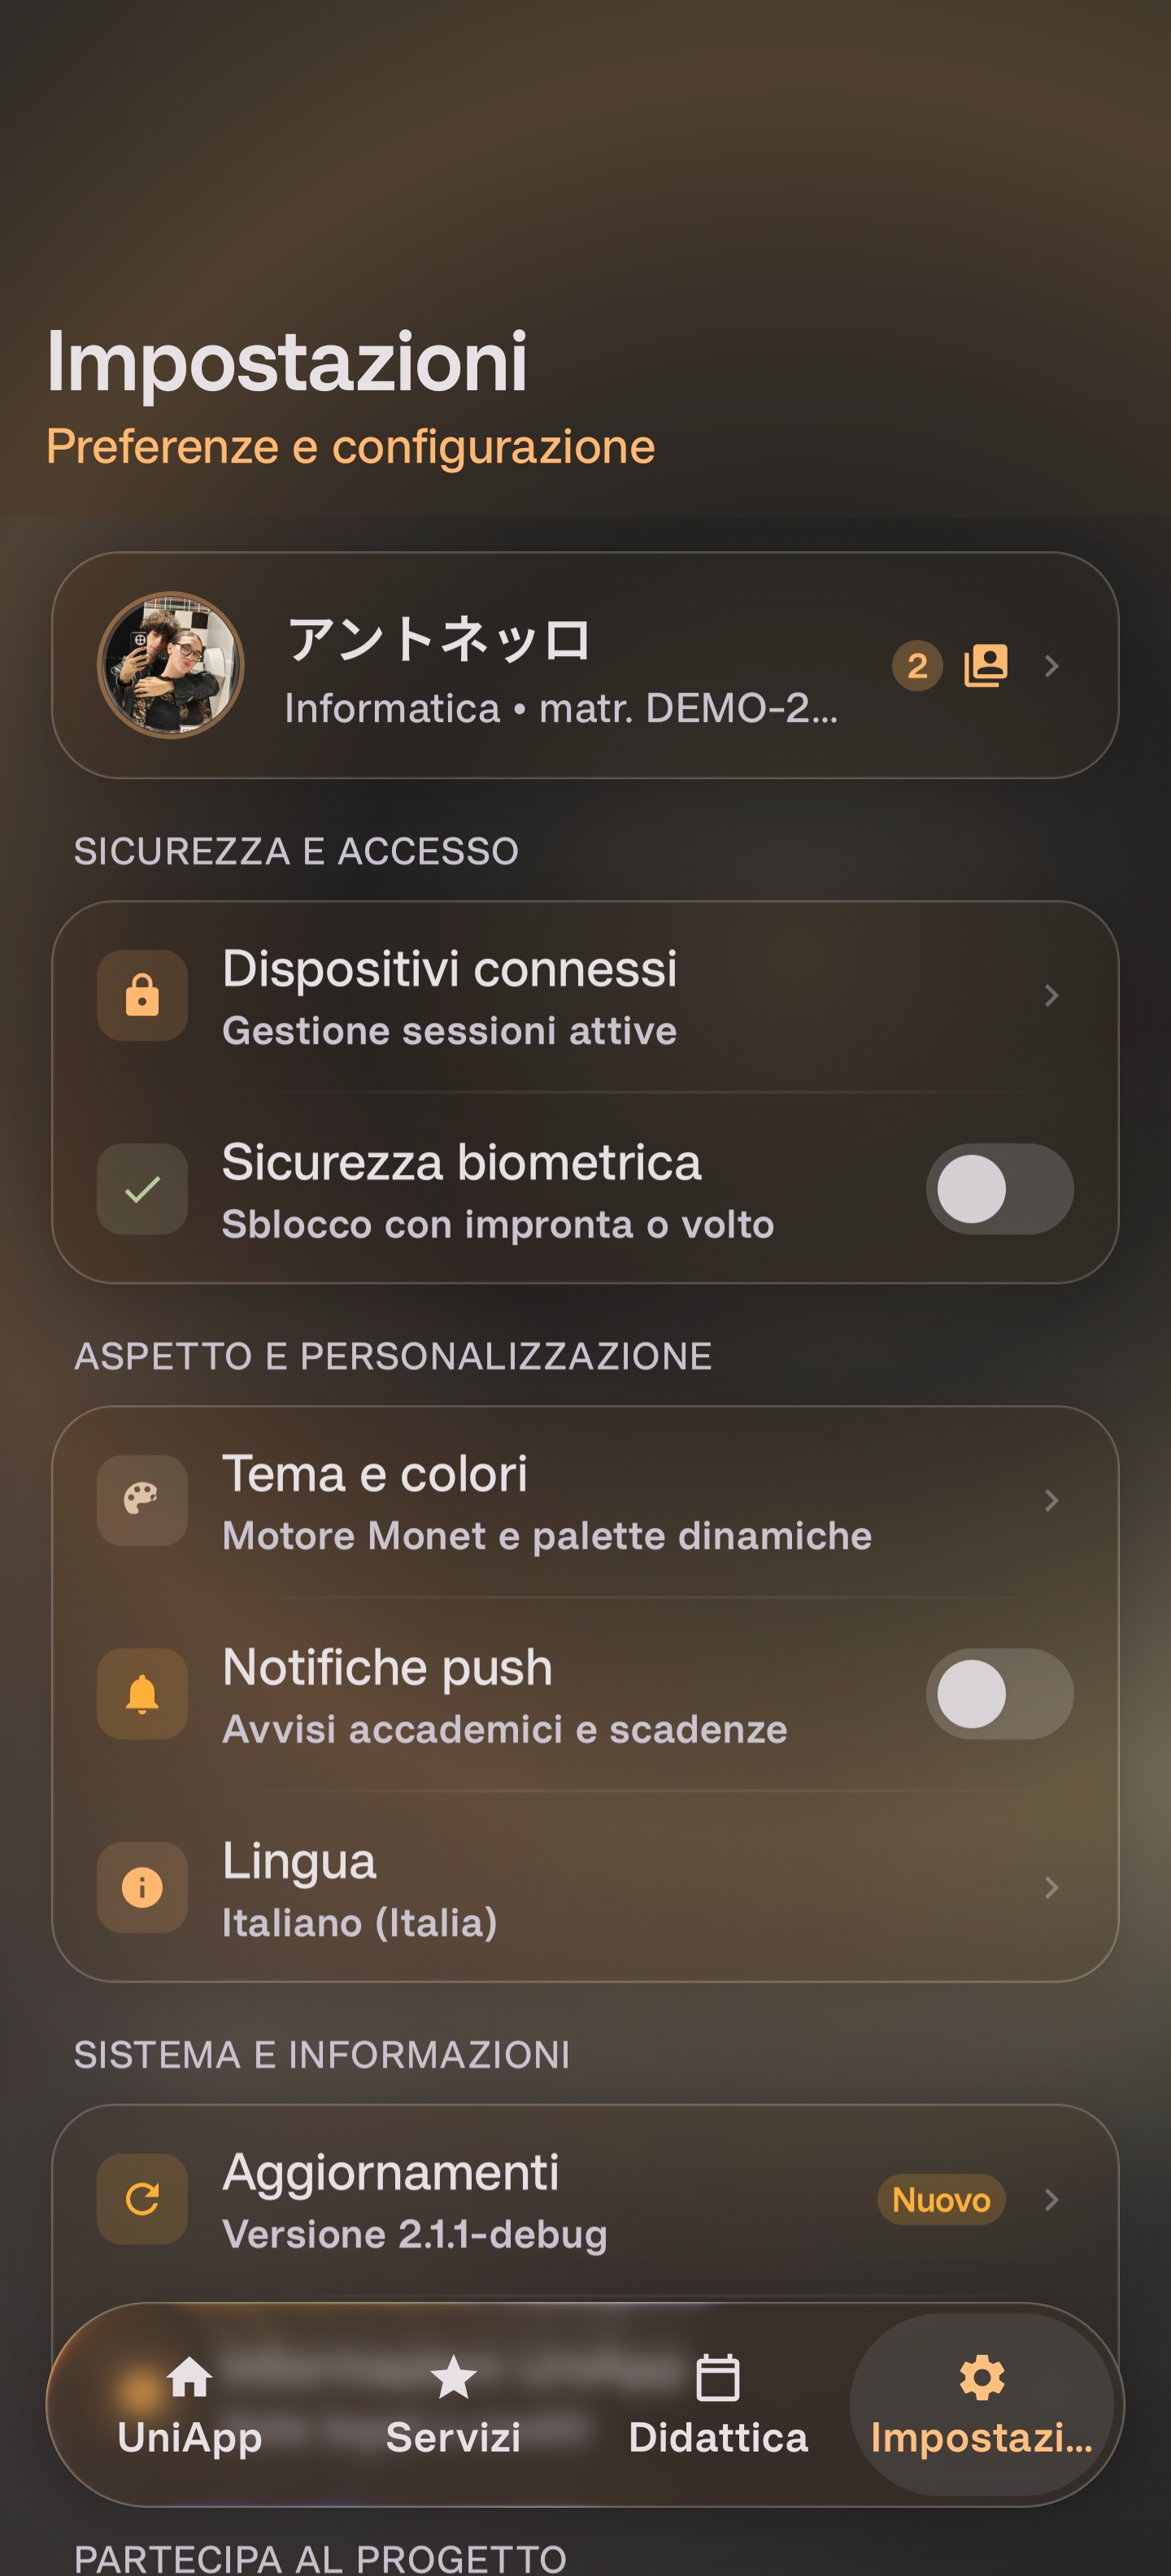 Impostazioni
Preferenze e configurazione
アントネッロ
Informatica • matr. DEMO-2...
2
SICUREZZA E ACCESSO
Dispositivi connessi
Gestione sessioni attive
Sicurezza biometrica
Sblocco con impronta o volto
ASPETTO E PERSONALIZZAZIONE
Tema e colori
Motore Monet e palette dinamiche
Notifiche push
Avvisi accademici e scadenze
Lingua
Italiano (Italia)
SISTEMA E INFORMAZIONI
Aggiornamenti
Versione 2.1.1-debug
Nuovo
UniApp
Servizi
Didattica
Impostazi...
PARTECIPA AL PROGETTO